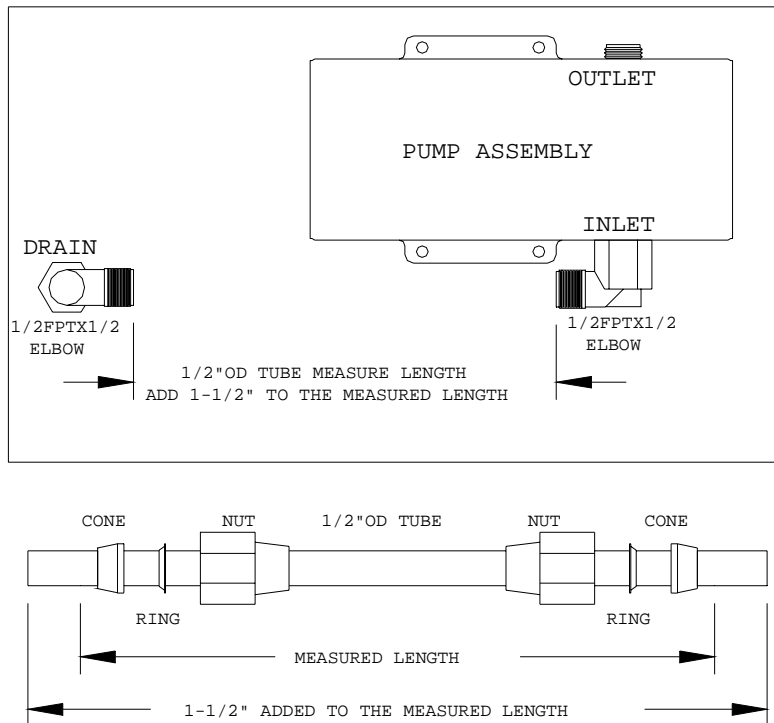 OUTLET
PUMP ASSEMBLY
INLET
DRAIN
1/2FPTX1/2
ELBOW
1/2FPTX1/2
ELBOW
1/2"OD TUBE MEASURE LENGTH
ADD 1-1/2" TO THE MEASURED LENGTH
CONE NUT 1/2"OD TUBE NUT CONE
RING RING
MEASURED LENGTH
1-1/2" ADDED TO THE MEASURED LENGTH